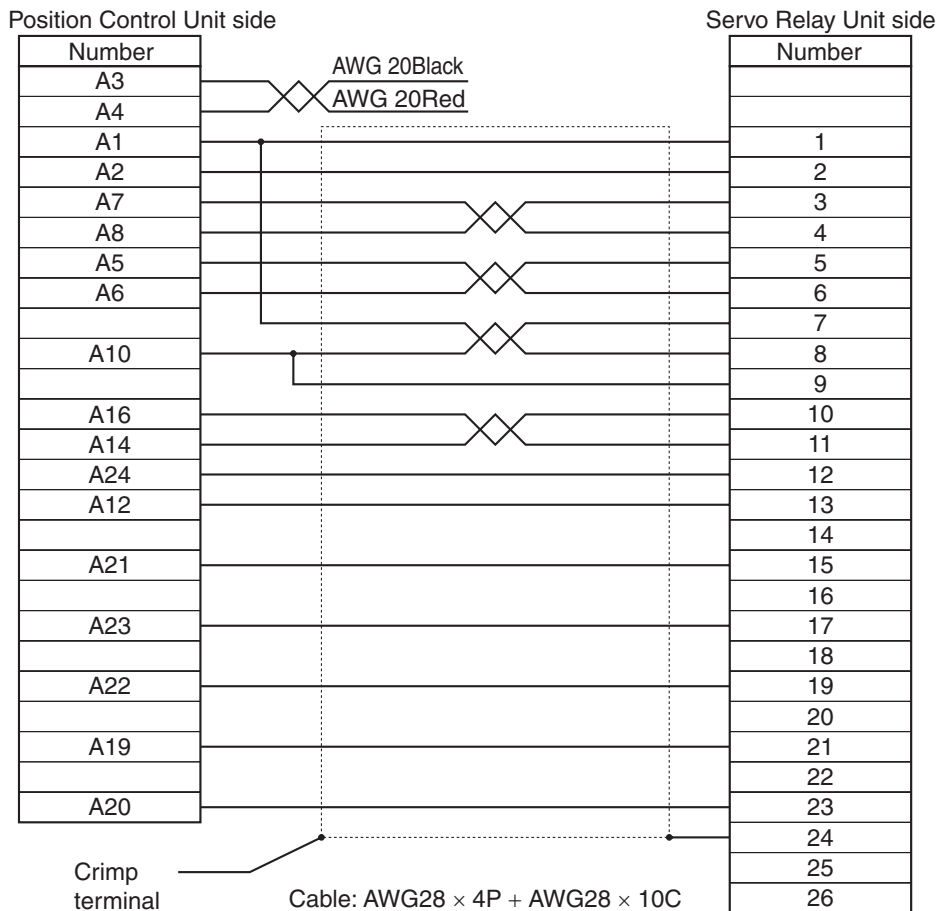 Position Control Unit side
Servo Relay Unit side
Number
Number
A3
AWG 20Black
A4
AWG 20Red
A1
1
A2
2
A7
3
A8
4
A5
5
A6
6
7
A10
8
9
A16
10
A14
11
A24
12
A12
13
14
A21
15
16
A23
17
18
A22
19
20
A19
21
22
A20
23
24
Crimp
terminal
25
Cable: AWG28 × 4P + AWG28 × 10C
26